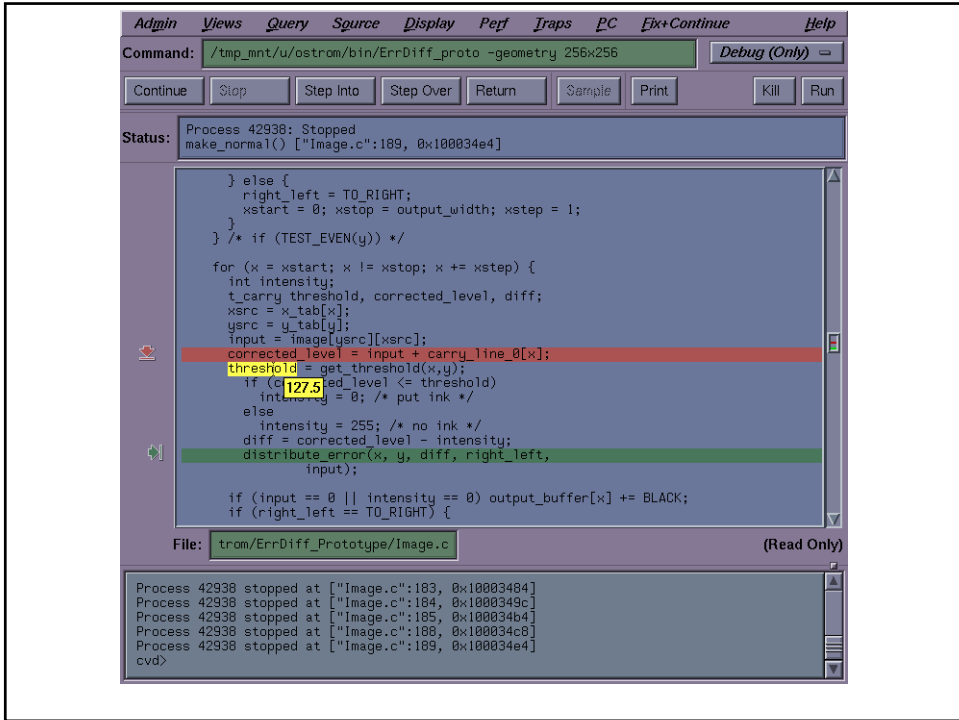 Admin Views Query Source Display Perf Traps PC Fix+Continue Help
Command: /tmp_mnt/u/ostrom/bin/ErrDiff_proto -geometry 256x256 Debug (Only)
Continue Stop Step Into Step Over Return Sample Print Kill Run
Status: Process 42938: Stopped
make_normal() ["Image.c":189, 0x100034e4]
} else {
right_left = TO_RIGHT;
xstart = 0; xstop = output_width; xstep = 1;
}
} /* if (TEST_EVEN(y)) */
for (x = xstart; x != xstop; x += xstep) {
int intensity;
t_carry threshold, corrected_level, diff;
xsrc = x_tab[x];
ysrc = y_tab[y];
input = image[ysrc][xsrc];
corrected_level = input + carry_line_0[x];
threshold = get_threshold(x,y);
if (c ted_level <= threshold)
127.5
inte y = 0; /* put ink */
else
intensity = 255; /* no ink */
diff = corrected_level - intensity;
distribute_error(x, y, diff, right_left,
input);
if (input == 0 || intensity == 0) output_buffer[x] += BLACK;
if (right_left == TO_RIGHT) {
File: trom/ErrDiff_Prototype/Image.c (Read Only)
Process 42938 stopped at ["Image.c":183, 0x10003484]
Process 42938 stopped at ["Image.c":184, 0x1000349c]
Process 42938 stopped at ["Image.c":185, 0x100034b4]
Process 42938 stopped at ["Image.c":188, 0x100034c8]
Process 42938 stopped at ["Image.c":189, 0x100034e4]
cvd>